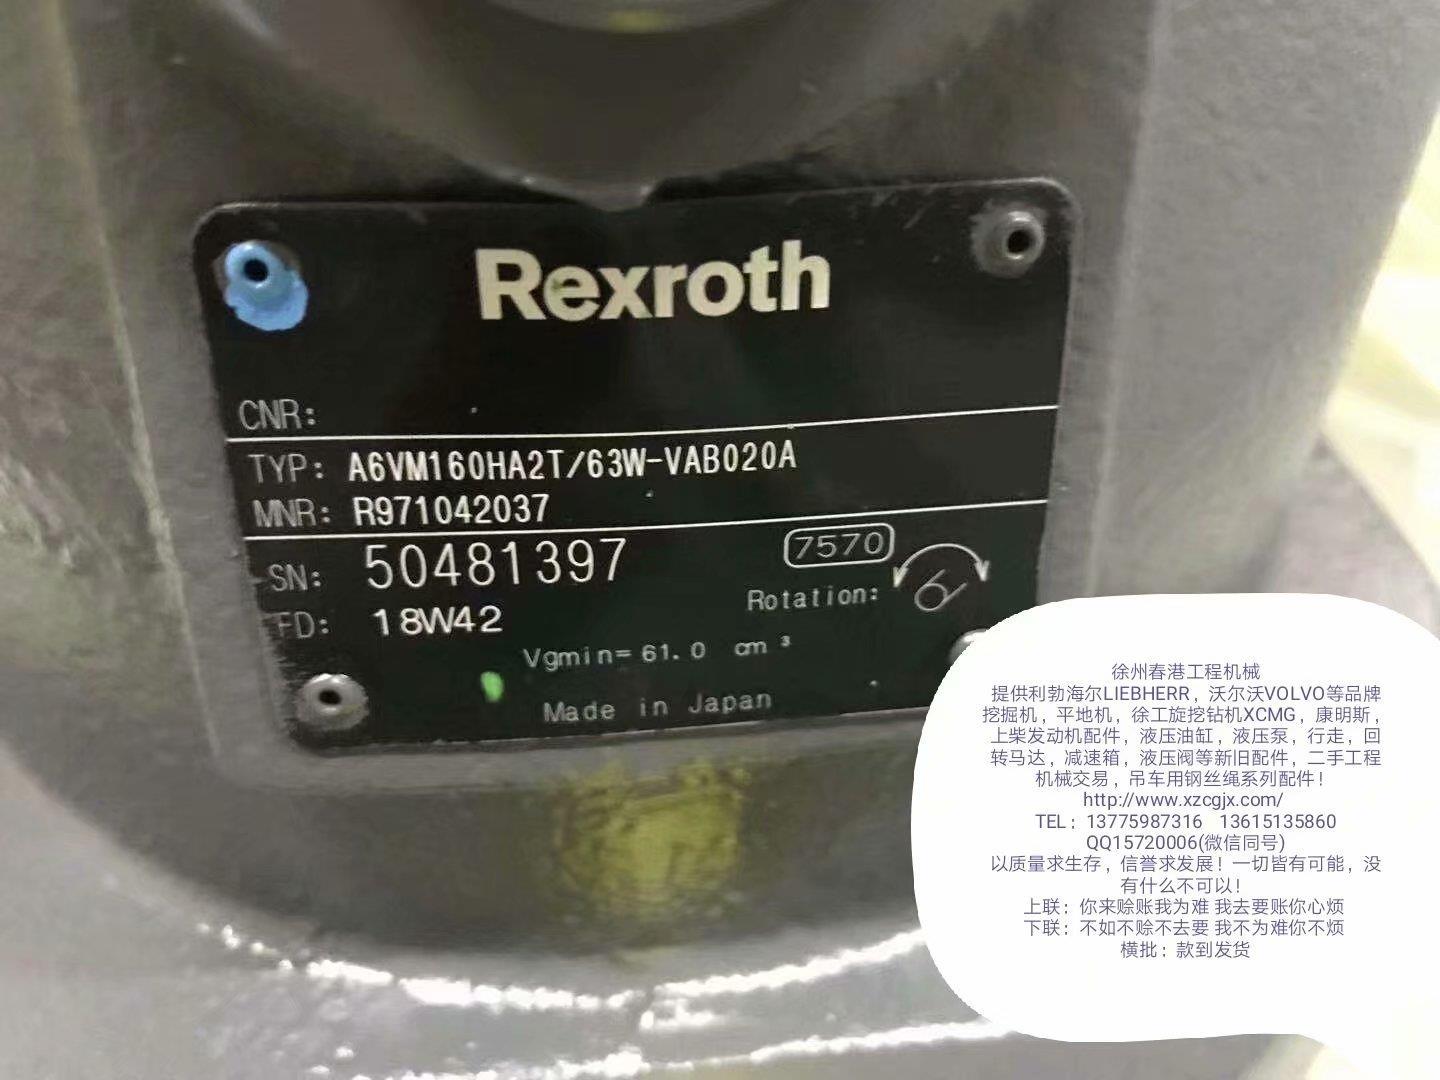 Rexroth
CNR:
TYP: A6VM160HA2T/63W-VAB020A
MNR: R971042037
SN: 50481397
7570
FD: 18W42
Rotation:
Vgmin= 61.0 cm³
Made in Japan
徐州春港工程机械
提供利勃海尔LIEBHERR，沃尔沃VOLVO等品牌
挖掘机，平地机，徐工旋挖钻机XCMG，康明斯，
上柴发动机配件，液压油缸，液压泵，行走，回
转马达，减速箱，液压阀等新旧配件，二手工程
机械交易，吊车用钢丝绳系列配件！
http://www.xzcgjx.com/
TEL：13775987316 13615135860
QQ15720006(微信同号)
以质量求生存，信誉求发展！一切皆有可能，没
有什么不可以！
上联：你来赊账我为难 我去要账你心烦
下联：不如不赊不去要 我不为难你不烦
横批：款到发货